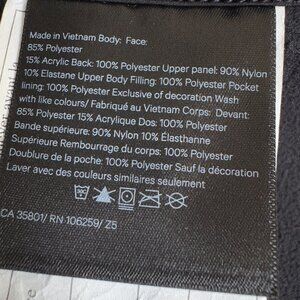 Made in Vietnam Body: Face:
85% Polyester
15% Acrylic Back: 100% Polyester Upper panel: 90% Nylon
10% Elastane Upper Body Filling: 100% Polyester Pocket
lining: 100% Polyester Exclusive of decoration Wash
with like colours/ Fabriqué au Vietnam Corps: Devant:
85% Polyester 15% Acrylique Dos: 100% Polyester
Bande supérieure: 90% Nylon 10% Élasthanne
Supérieure Rembourrage du corps: 100% Polyester
Doublure de la poche: 100% Polyester Sauf la décoration
Laver avec des couleurs similaires seulement
CA 35801/ RN 106259/ Z5